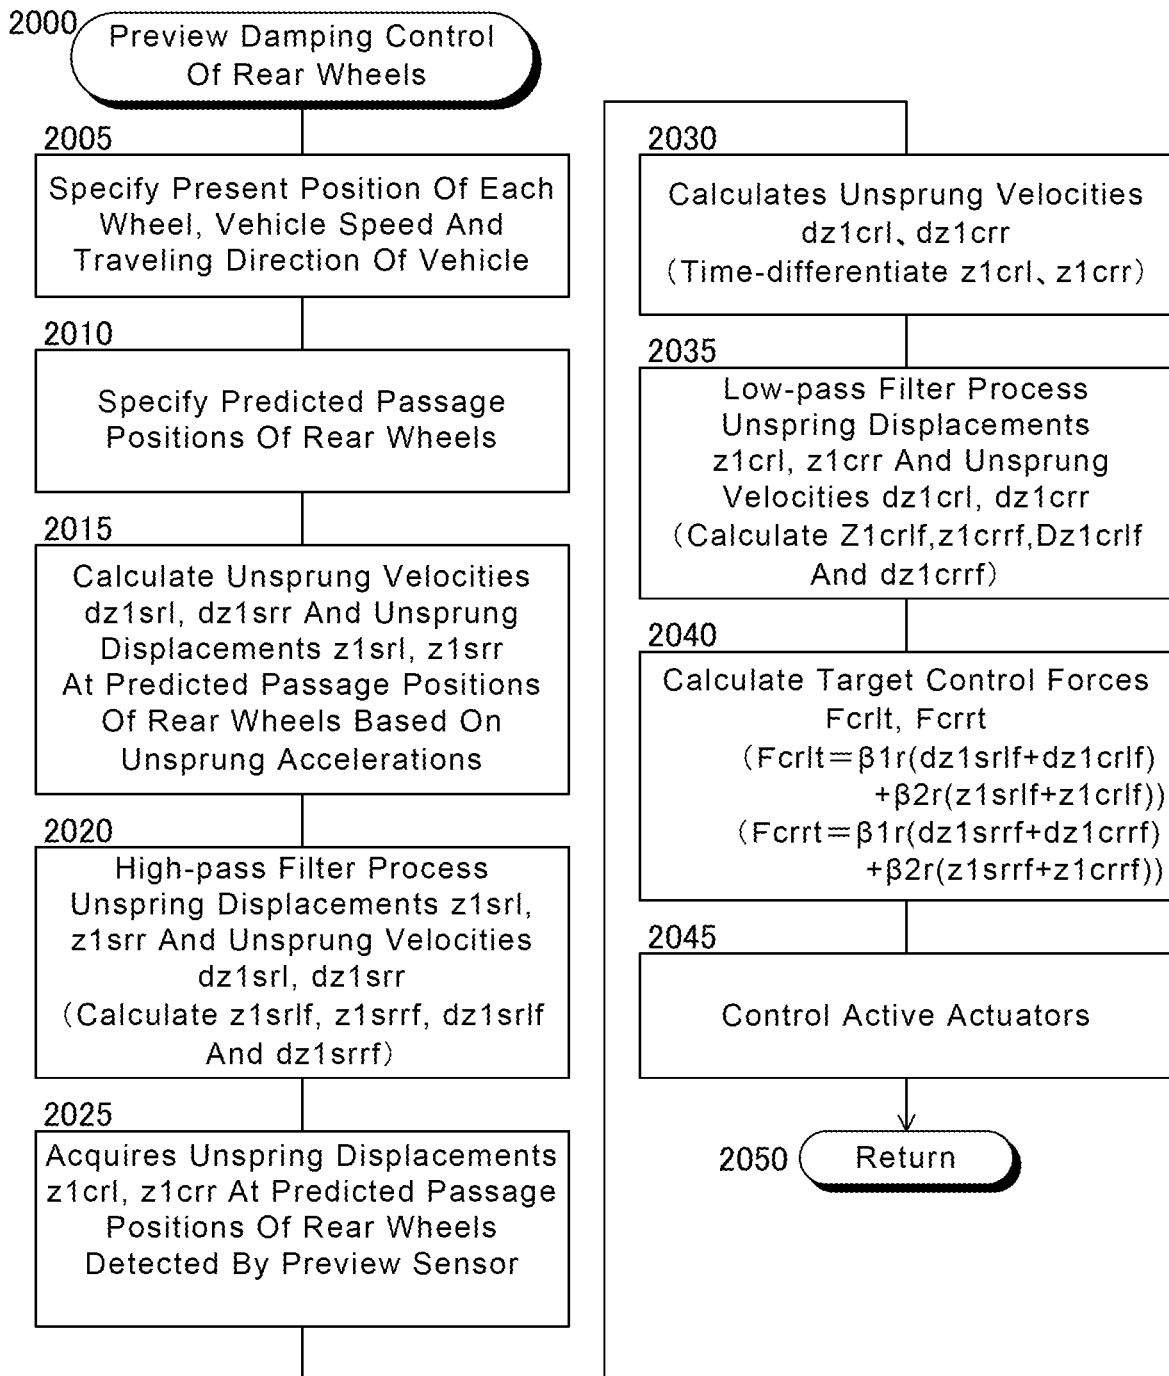 2000
Preview Damping Control
Of Rear Wheels
2005
Specify Present Position Of Each
Wheel, Vehicle Speed And
Traveling Direction Of Vehicle
2010
Specify Predicted Passage
Positions Of Rear Wheels
2015
Calculate Unsprung Velocities
dz1srl, dz1srr And Unsprung
Displacements z1srl, z1srr
At Predicted Passage Positions
Of Rear Wheels Based On
Unsprung Accelerations
2020
High-pass Filter Process
Unspring Displacements z1srl,
z1srr And Unsprung Velocities
dz1srl, dz1srr
(Calculate z1srlf, z1srrf, dz1srlf
And dz1srrf)
2025
Acquires Unspring Displacements
z1crl, z1crr At Predicted Passage
Positions Of Rear Wheels
Detected By Preview Sensor
2030
Calculates Unsprung Velocities
dz1crl、dz1crr
(Time-differentiate z1crl、z1crr)
2035
Low-pass Filter Process
Unspring Displacements
z1crl, z1crr And Unsprung
Velocities dz1crl, dz1crr
(Calculate Z1crlf,z1crrf,Dz1crlf
And dz1crrf)
2040
Calculate Target Control Forces
Fcrlt, Fcrrt
(Fcrlt=β1r(dz1srlf+dz1crlf)
+β2r(z1srlf+z1crlf))
(Fcrrt=β1r(dz1srrf+dz1crrf)
+β2r(z1srrf+z1crrf))
2045
Control Active Actuators
2050
Return